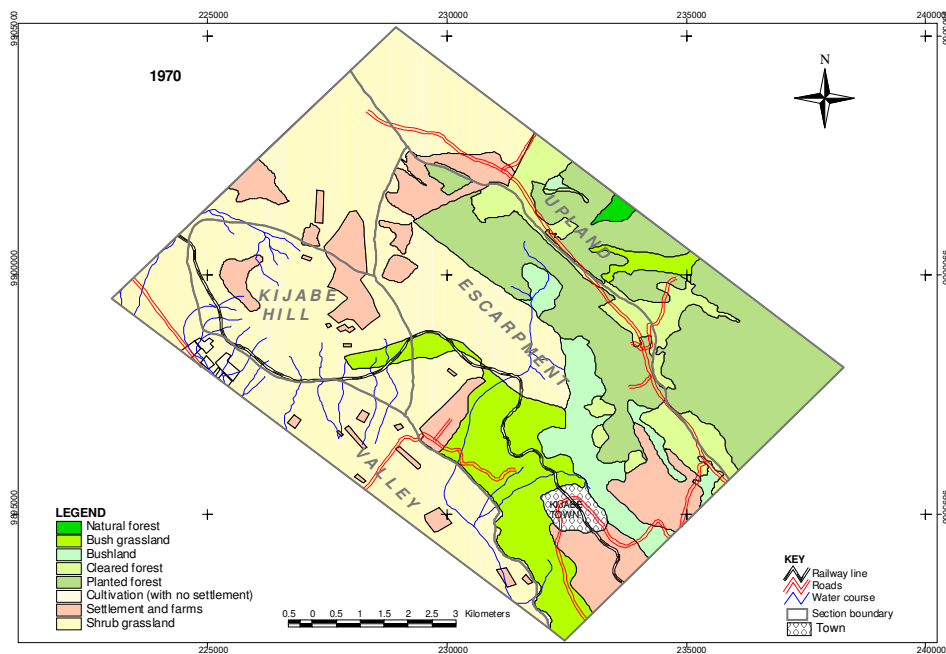 225000
230000
235000
240000
9905000
1970
N
UPLAND
ESCARPMENT
KIJABE
HILL
VALLEY
KIJABE
TOWN
LEGEND
Natural forest
Bush grassland
Bushland
Cleared forest
Planted forest
Cultivation (with no settlement)
Settlement and farms
Shrub grassland
0.5 0 0.5 1 1.5 2 2.5 3 Kilometers
KEY
Railway line
Roads
Water course
Section boundary
Town
225000
230000
235000
240000